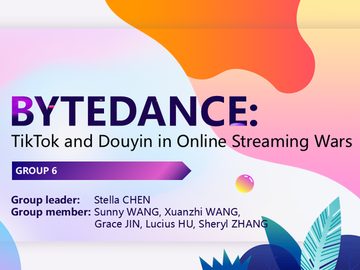 BYTEDANCE:
TikTok and Douyin in Online Streaming Wars
GROUP 6
Group leader: Stella CHEN
Group member: Sunny WANG, Xuanzhi WANG,
Grace JIN, Lucius HU, Sheryl ZHANG